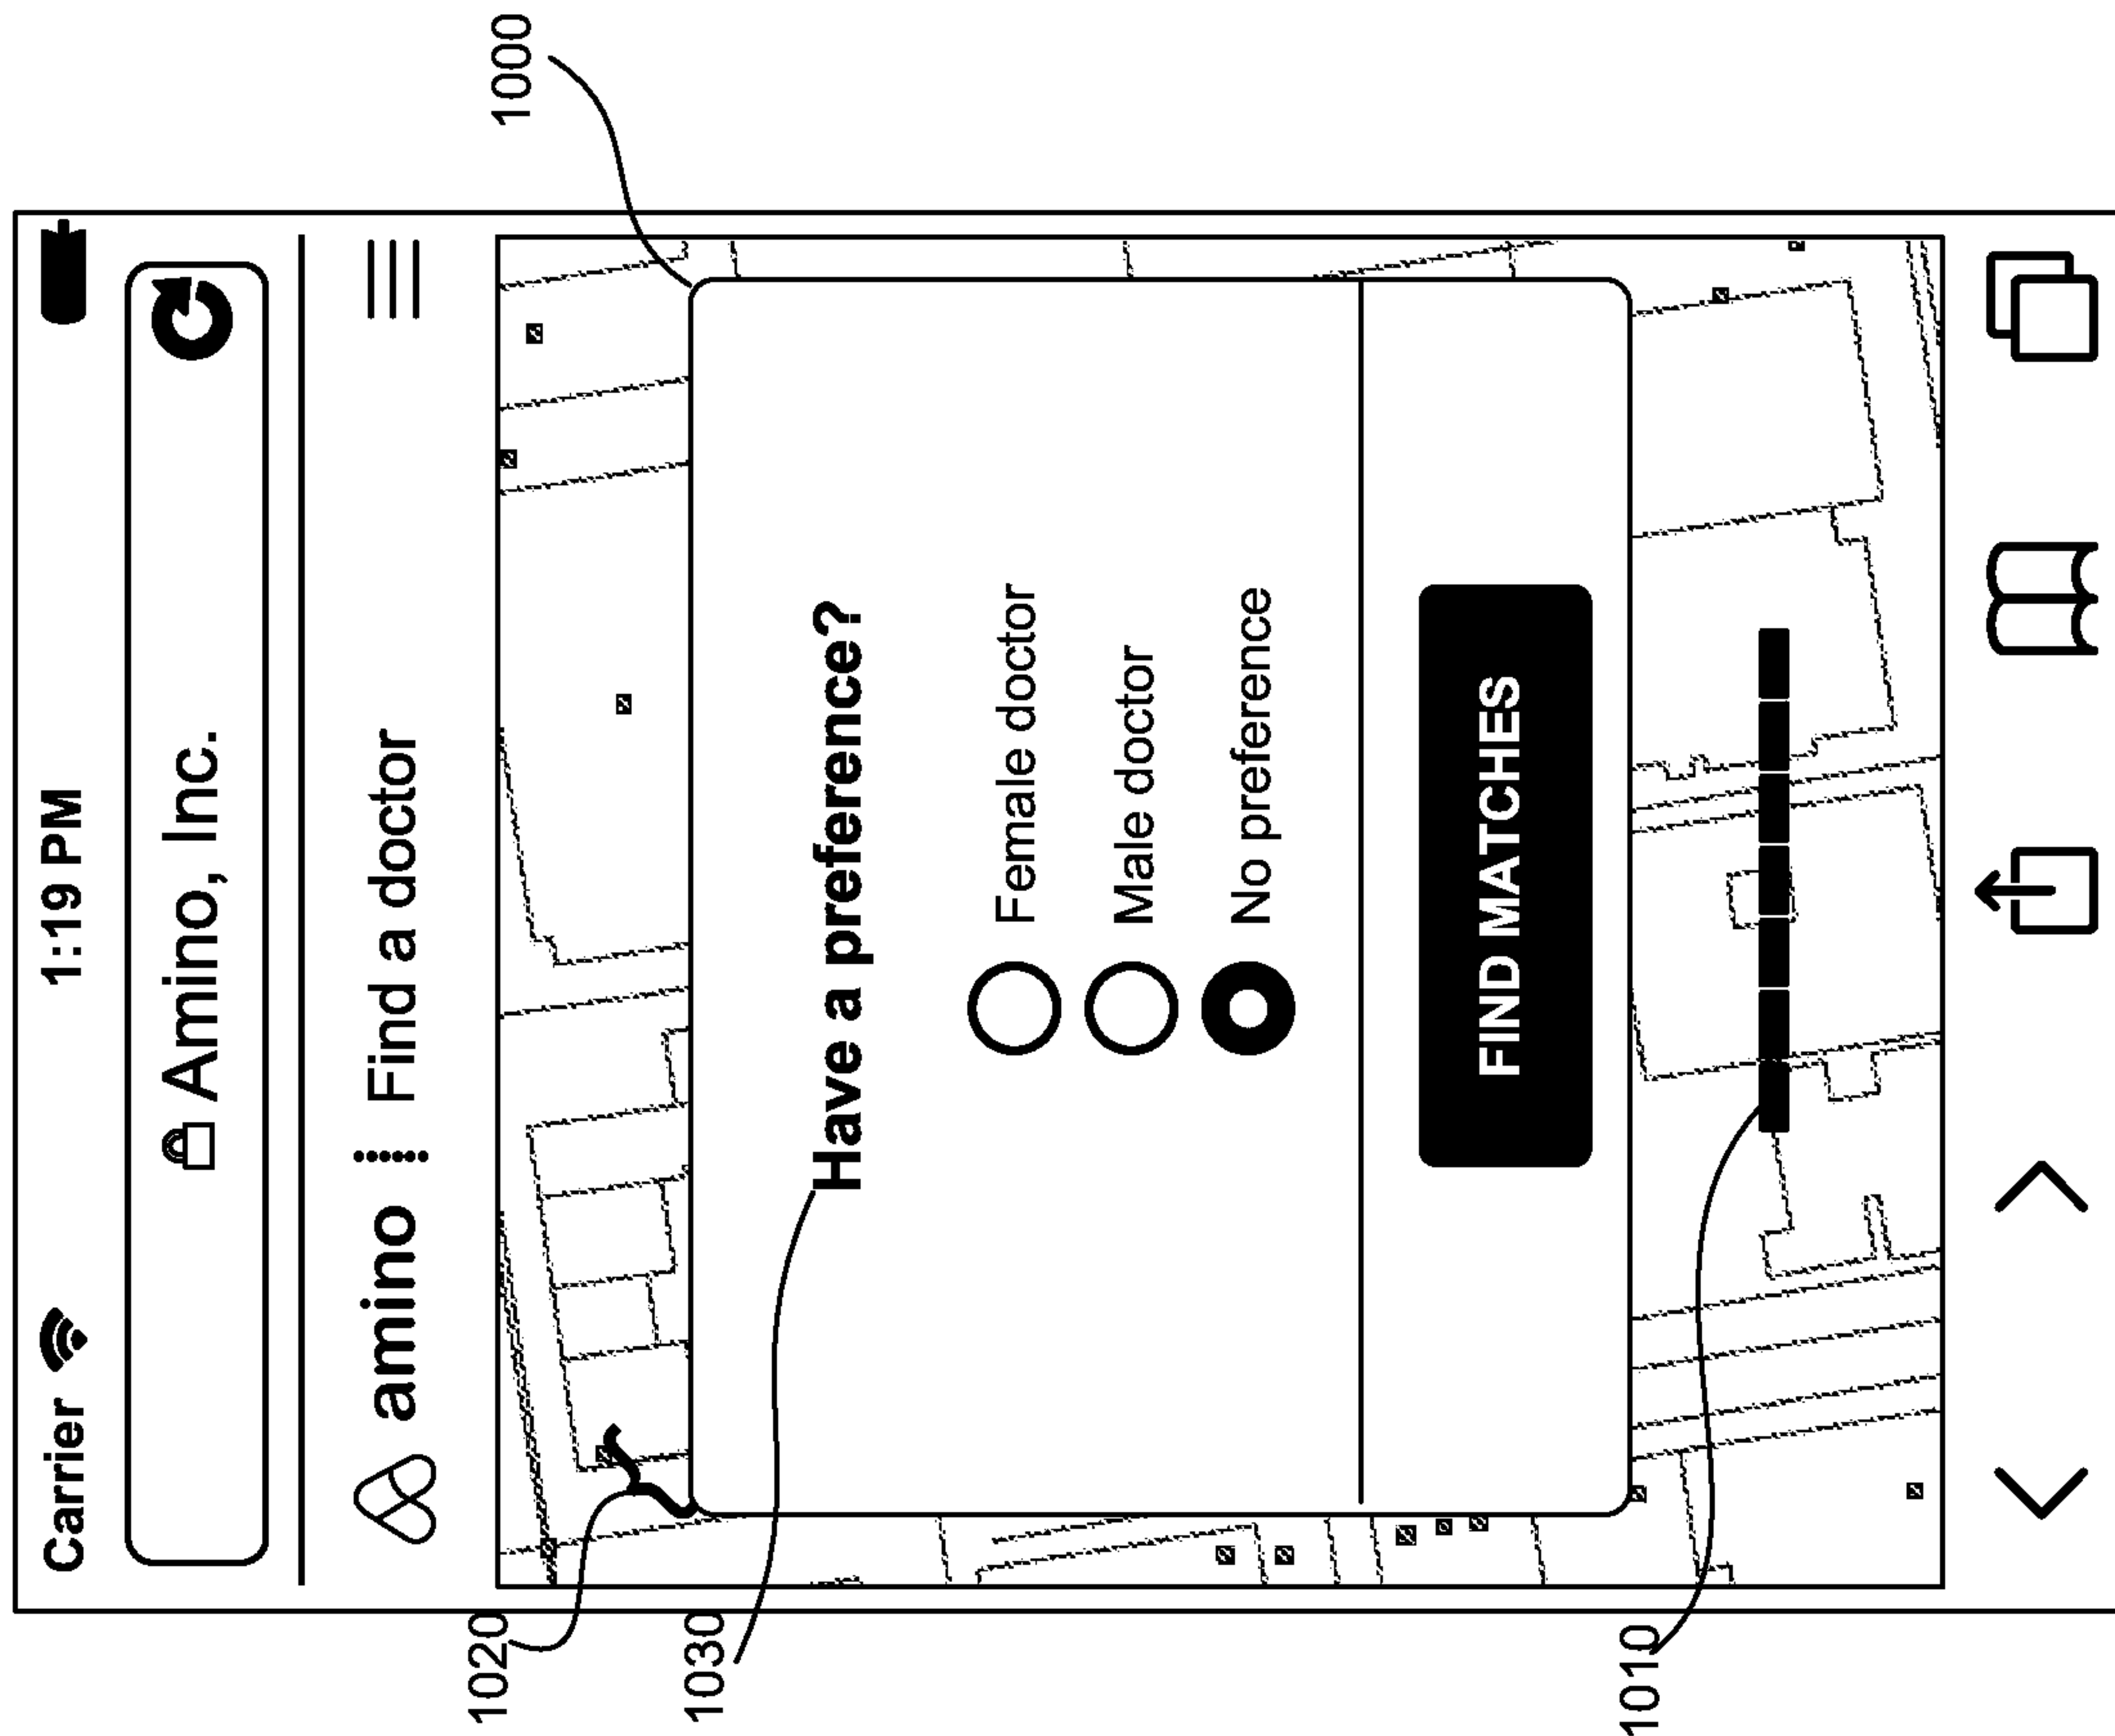 Carrier 1:19 PM
Amino, Inc.
amino Find a doctor
1000
1020
1030
Have a preference?
Female doctor
Male doctor
No preference
FIND MATCHES
1010